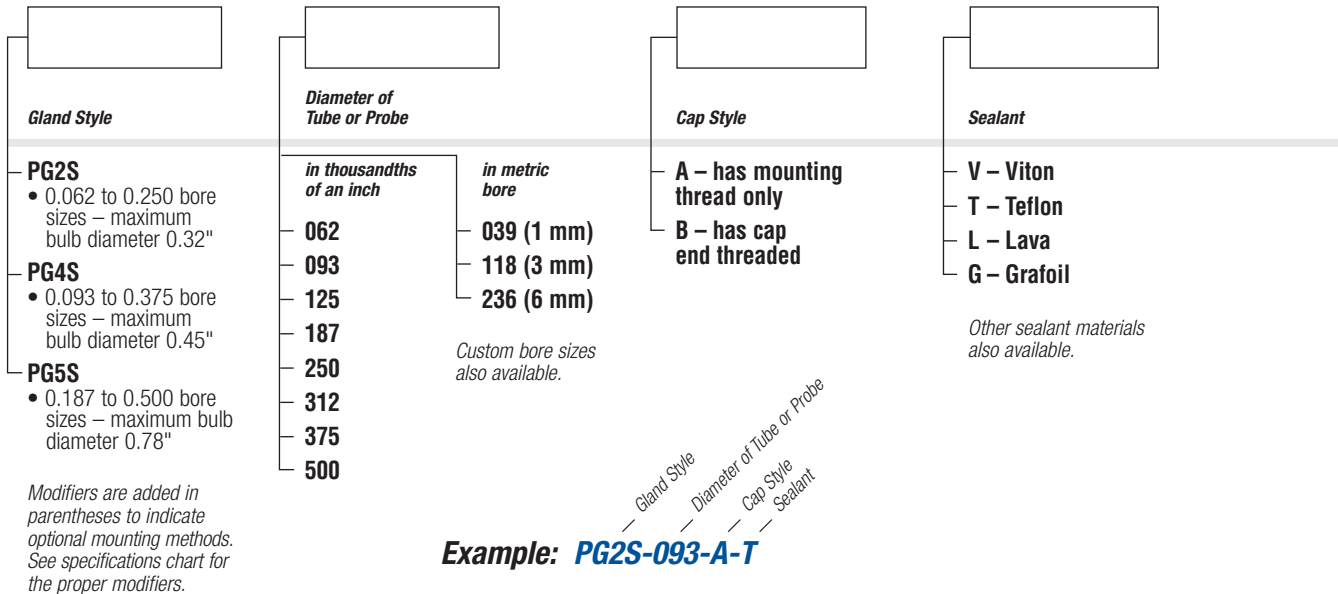 Gland Style
Diameter of
Tube or Probe
Cap Style
Sealant
PG2S
• 0.062 to 0.250 bore
sizes – maximum
bulb diameter 0.32"
PG4S
• 0.093 to 0.375 bore
sizes – maximum
bulb diameter 0.45"
PG5S
• 0.187 to 0.500 bore
sizes – maximum bulb
diameter 0.78"
Modifiers are added in
parentheses to indicate
optional mounting methods.
See specifications chart for
the proper modifiers.
in thousandths
of an inch
062
093
125
187
250
312
375
500
in metric
bore
039 (1 mm)
118 (3 mm)
236 (6 mm)
Custom bore sizes
also available.
A – has mounting
thread only
B – has cap
end threaded
V – Viton
T – Teflon
L – Lava
G – Grafoil
Other sealant materials
also available.
Gland Style
Diameter of Tube or Probe
Cap Style
Sealant
Example: PG2S-093-A-T